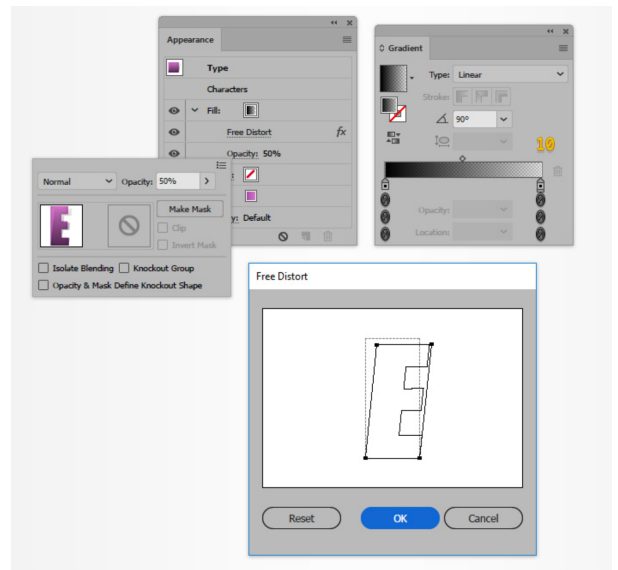 Appearance
Type
Characters
Fill:
Free Distort
fx
Opacity: 50%
y: Default
Normal
Opacity:
50%
Make Mask
Clip
Invert Mask
Isolate Blending
Knockout Group
Opacity & Mask Define Knockout Shape
Gradient
Type:
Linear
Stroke:
90°
10
Opacity:
Location:
Free Distort
Reset
OK
Cancel